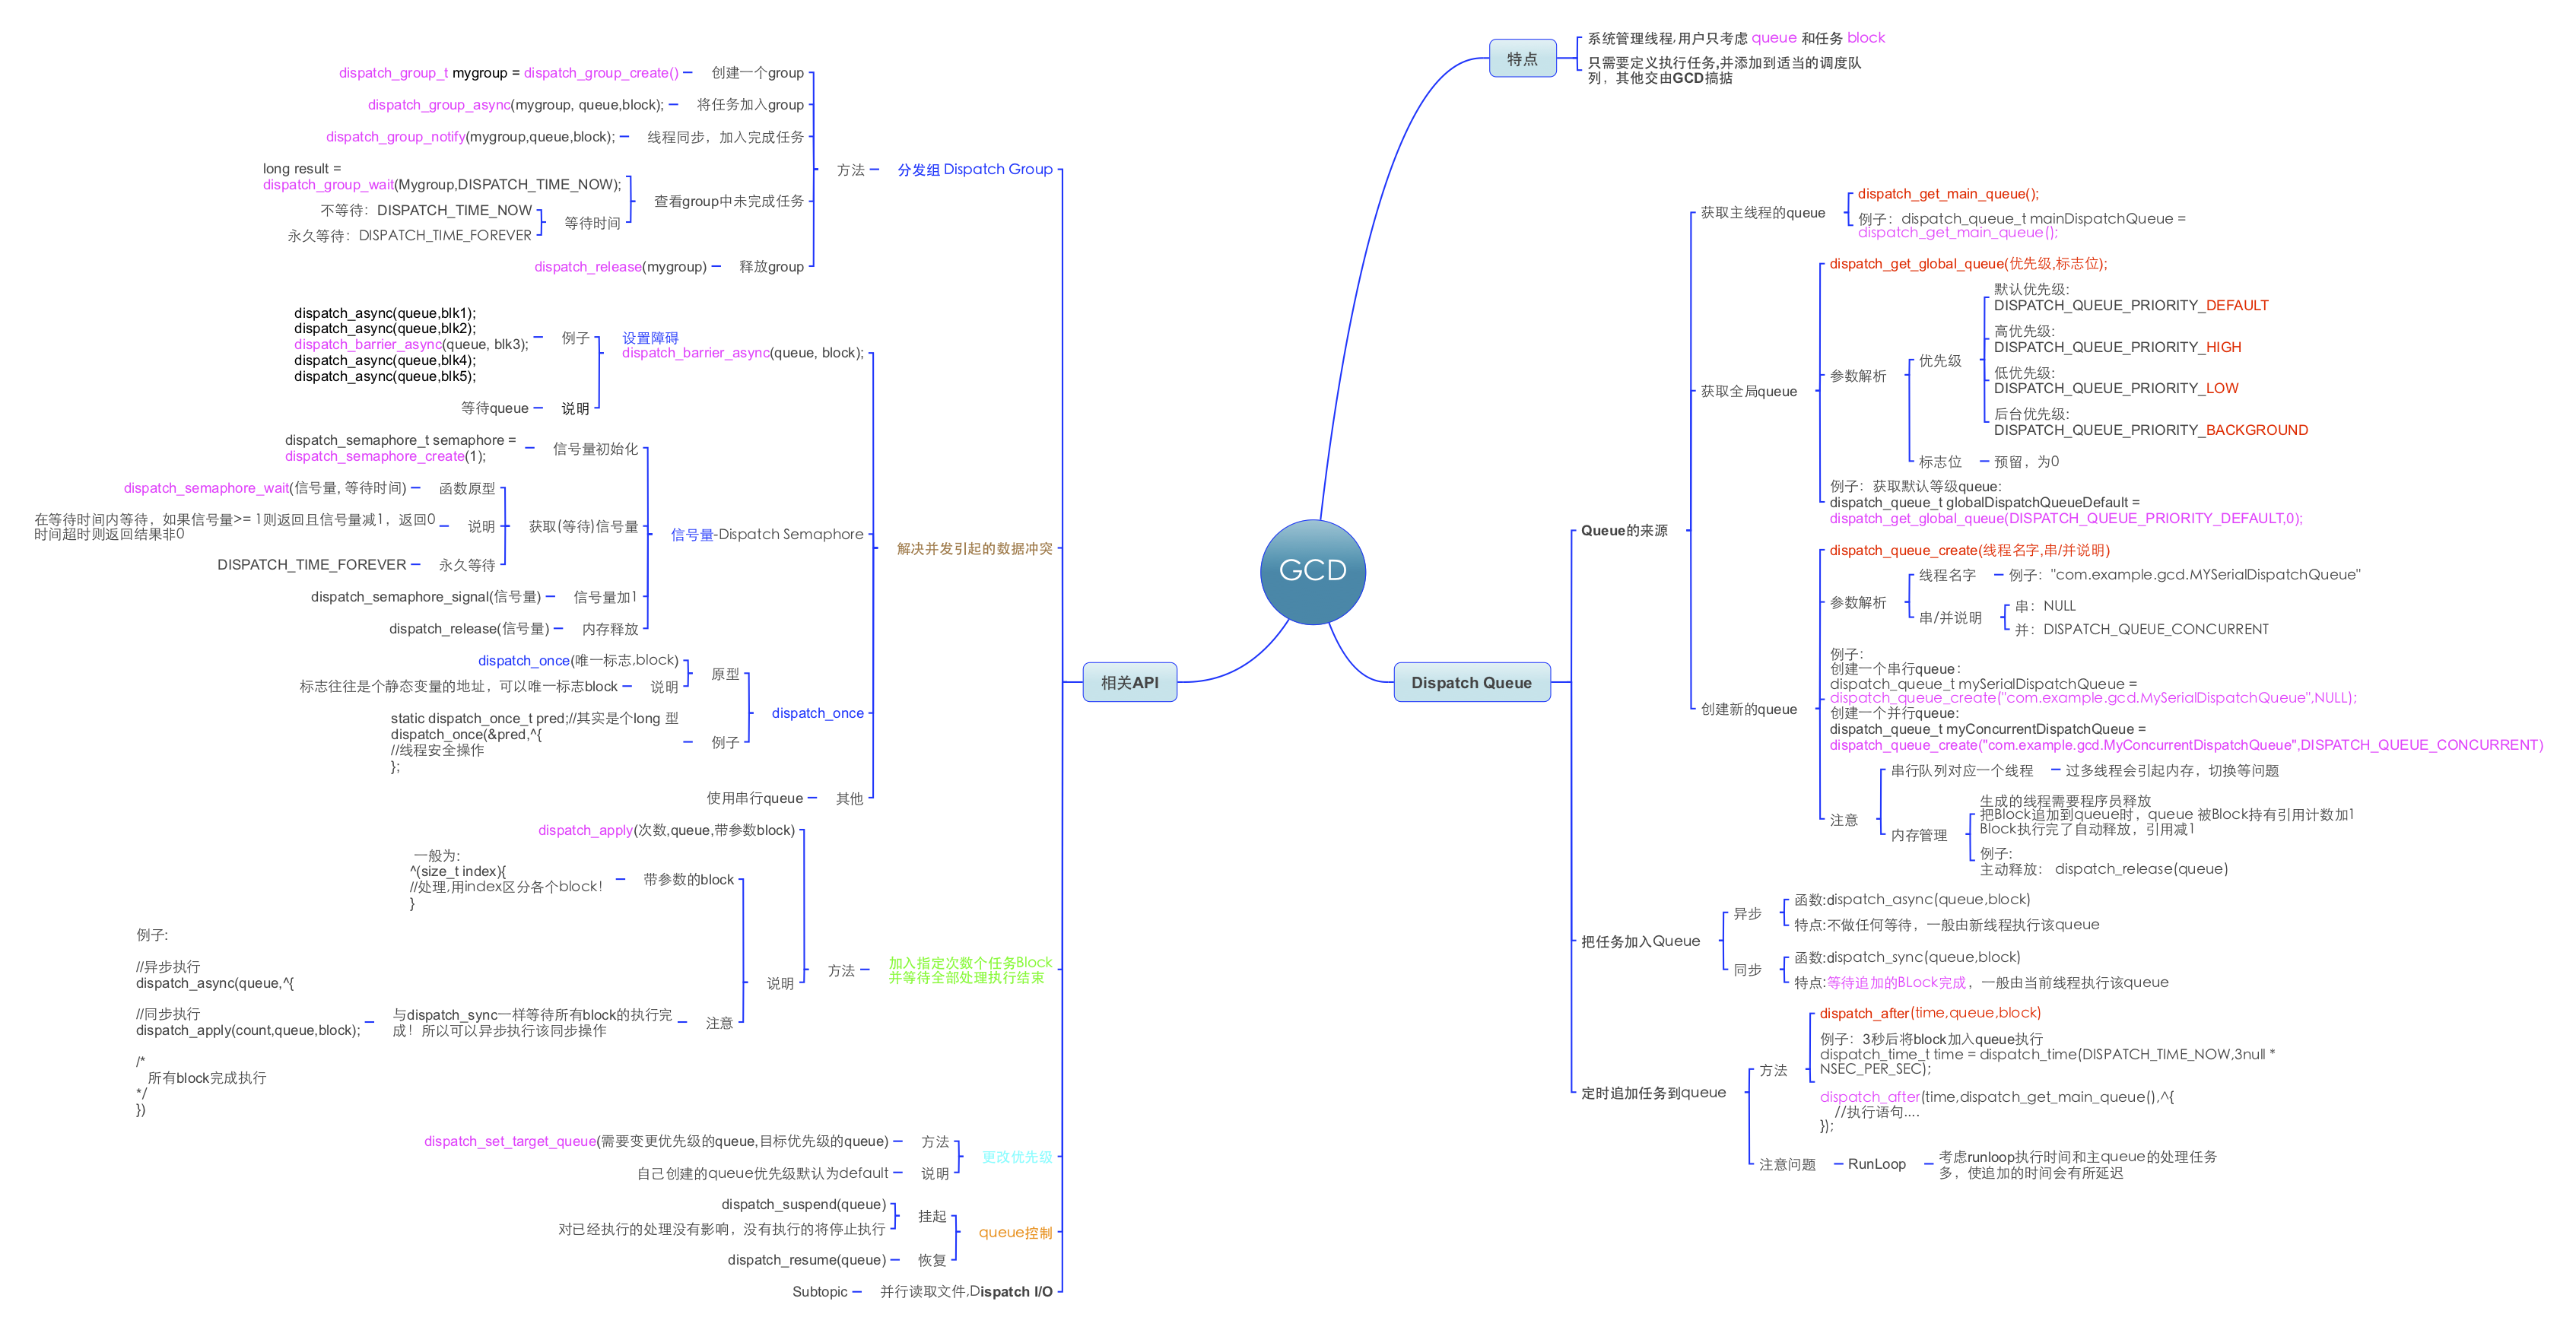 GCD
特点
系统管理线程,用户只考虑 queue 和任务 block
只需要定义执行任务,并添加到适当的调度队
列，其他交由GCD搞掂
Dispatch Queue
Queue的来源
获取主线程的queue
dispatch_get_main_queue();
例子：dispatch_queue_t mainDispatchQueue =
dispatch_get_main_queue();
获取全局queue
dispatch_get_global_queue(优先级,标志位);
参数解析
优先级
默认优先级:
DISPATCH_QUEUE_PRIORITY_DEFAULT
高优先级:
DISPATCH_QUEUE_PRIORITY_HIGH
低优先级:
DISPATCH_QUEUE_PRIORITY_LOW
后台优先级:
DISPATCH_QUEUE_PRIORITY_BACKGROUND
标志位
预留，为0
例子：获取默认等级queue:
dispatch_queue_t globalDispatchQueueDefault =
dispatch_get_global_queue(DISPATCH_QUEUE_PRIORITY_DEFAULT,0);
创建新的queue
dispatch_queue_create(线程名字,串/并说明)
参数解析
线程名字
例子："com.example.gcd.MYSerialDispatchQueue"
串/并说明
串：NULL
并：DISPATCH_QUEUE_CONCURRENT
例子:
创建一个串行queue：
dispatch_queue_t mySerialDispatchQueue =
dispatch_queue_create("com.example.gcd.MySerialDispatchQueue",NULL);
创建一个并行queue:
dispatch_queue_t myConcurrentDispatchQueue =
dispatch_queue_create("com.example.gcd.MyConcurrentDispatchQueue",DISPATCH_QUEUE_CONCURRENT)
注意
串行队列对应一个线程
过多线程会引起内存，切换等问题
内存管理
生成的线程需要程序员释放
把Block追加到queue时，queue 被Block持有引用计数加1
Block执行完了自动释放，引用减1
例子:
主动释放： dispatch_release(queue)
把任务加入Queue
异步
函数:dispatch_async(queue,block)
特点:不做任何等待，一般由新线程执行该queue
同步
函数:dispatch_sync(queue,block)
特点:等待追加的BLock完成，一般由当前线程执行该queue
定时追加任务到queue
方法
dispatch_after(time,queue,block)
例子：3秒后将block加入queue执行
dispatch_time_t time = dispatch_time(DISPATCH_TIME_NOW,3null *
NSEC_PER_SEC);
dispatch_after(time,dispatch_get_main_queue(),^{
//执行语句....
});
注意问题
RunLoop
考虑runloop执行时间和主queue的处理任务
多，使追加的时间会有所延迟
相关API
分发组 Dispatch Group
方法
创建一个group
dispatch_group_t mygroup = dispatch_group_create()
将任务加入group
dispatch_group_async(mygroup, queue,block);
线程同步，加入完成任务
dispatch_group_notify(mygroup,queue,block);
查看group中未完成任务
long result =
dispatch_group_wait(Mygroup,DISPATCH_TIME_NOW);
等待时间
不等待：DISPATCH_TIME_NOW
永久等待：DISPATCH_TIME_FOREVER
释放group
dispatch_release(mygroup)
解决并发引起的数据冲突
设置障碍
dispatch_barrier_async(queue, block);
例子
dispatch_async(queue,blk1);
dispatch_async(queue,blk2);
dispatch_barrier_async(queue, blk3);
dispatch_async(queue,blk4);
dispatch_async(queue,blk5);
说明
等待queue
信号量-Dispatch Semaphore
信号量初始化
dispatch_semaphore_t semaphore =
dispatch_semaphore_create(1);
获取(等待)信号量
函数原型
dispatch_semaphore_wait(信号量, 等待时间)
说明
在等待时间内等待，如果信号量>= 1则返回且信号量减1，返回0
时间超时则返回结果非0
永久等待
DISPATCH_TIME_FOREVER
信号量加1
dispatch_semaphore_signal(信号量)
内存释放
dispatch_release(信号量)
dispatch_once
原型
dispatch_once(唯一标志,block)
说明
标志往往是个静态变量的地址，可以唯一标志block
例子
static dispatch_once_t pred;//其实是个long 型
dispatch_once(&pred,^{
//线程安全操作
};
其他
使用串行queue
加入指定次数个任务Block
并等待全部处理执行结束
方法
dispatch_apply(次数,queue,带参数block)
说明
带参数的block
一般为:
^(size_t index){
//处理,用index区分各个block!
}
注意
与dispatch_sync一样等待所有block的执行完
成！所以可以异步执行该同步操作
例子:
//异步执行
dispatch_async(queue,^{
//同步执行
dispatch_apply(count,queue,block);
/*
所有block完成执行
*/
})
更改优先级
方法
dispatch_set_target_queue(需要变更优先级的queue,目标优先级的queue)
说明
自己创建的queue优先级默认为default
queue控制
挂起
dispatch_suspend(queue)
对已经执行的处理没有影响，没有执行的将停止执行
恢复
dispatch_resume(queue)
并行读取文件,Dispatch I/O
Subtopic